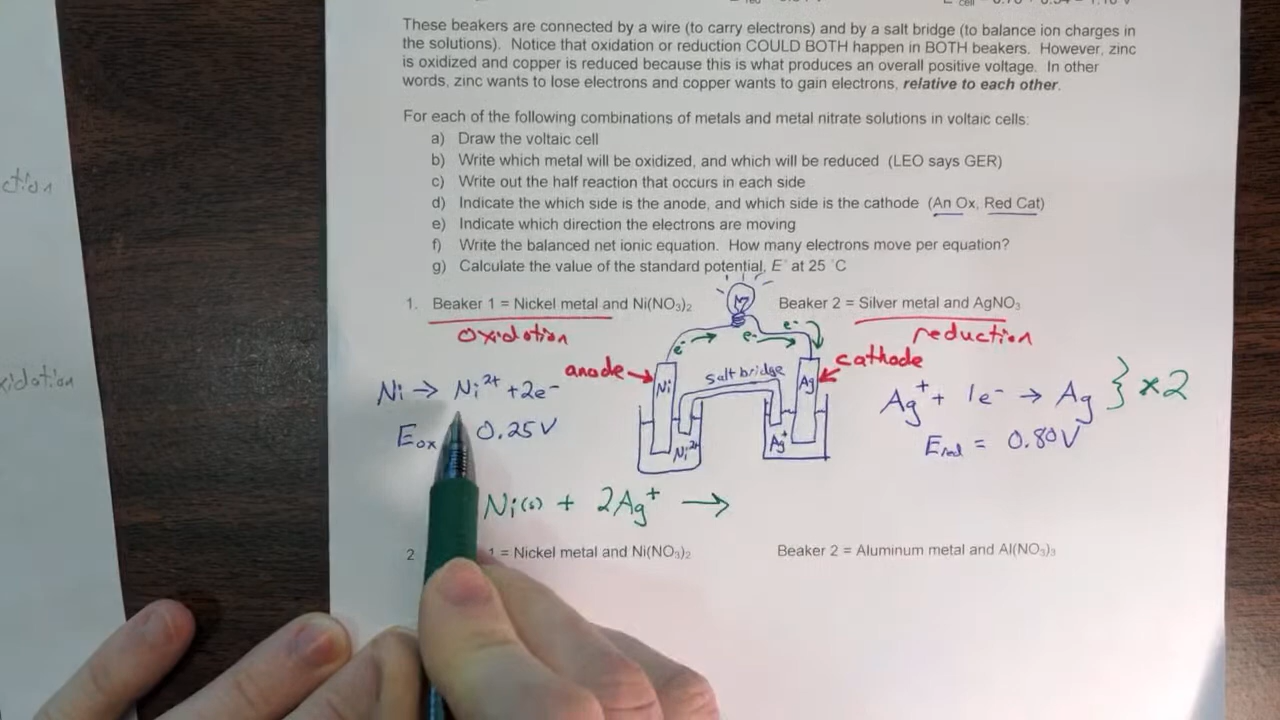 These beakers are connected by a wire (to carry electrons) and by a salt bridge (to balance ion charges in
the solutions). Notice that oxidation or reduction COULD BOTH happen in BOTH beakers. However, zinc
is oxidized and copper is reduced because this is what produces an overall positive voltage. In other
words, zinc wants to lose electrons and copper wants to gain electrons, relative to each other.
For each of the following combinations of metals and metal nitrate solutions in voltaic cells:
a) Draw the voltaic cell
b) Write which metal will be oxidized, and which will be reduced (LEO says GER)
c) Write out the half reaction that occurs in each side
d) Indicate the which side is the anode, and which side is the cathode (An Ox, Red Cat)
e) Indicate which direction the electrons are moving
f) Write the balanced net ionic equation. How many electrons move per equation?
g) Calculate the value of the standard potential, E° at 25 °C
1. Beaker 1 = Nickel metal and Ni(NO₃)₂ Beaker 2 = Silver metal and AgNO₃
oxidation e⁻ e⁻ reduction
anode e⁻ cathode
Ni → Ni²⁺ + 2e⁻ Ni Salt bridge Ag Ag⁺ + 1e⁻ → Ag } x2
Eox 0.25V Ni²⁺ Ag⁺ Ered = 0.80V
Ni(s) + 2Ag⁺ →
2 1 = Nickel metal and Ni(NO₃)₂ Beaker 2 = Aluminum metal and Al(NO₃)₃